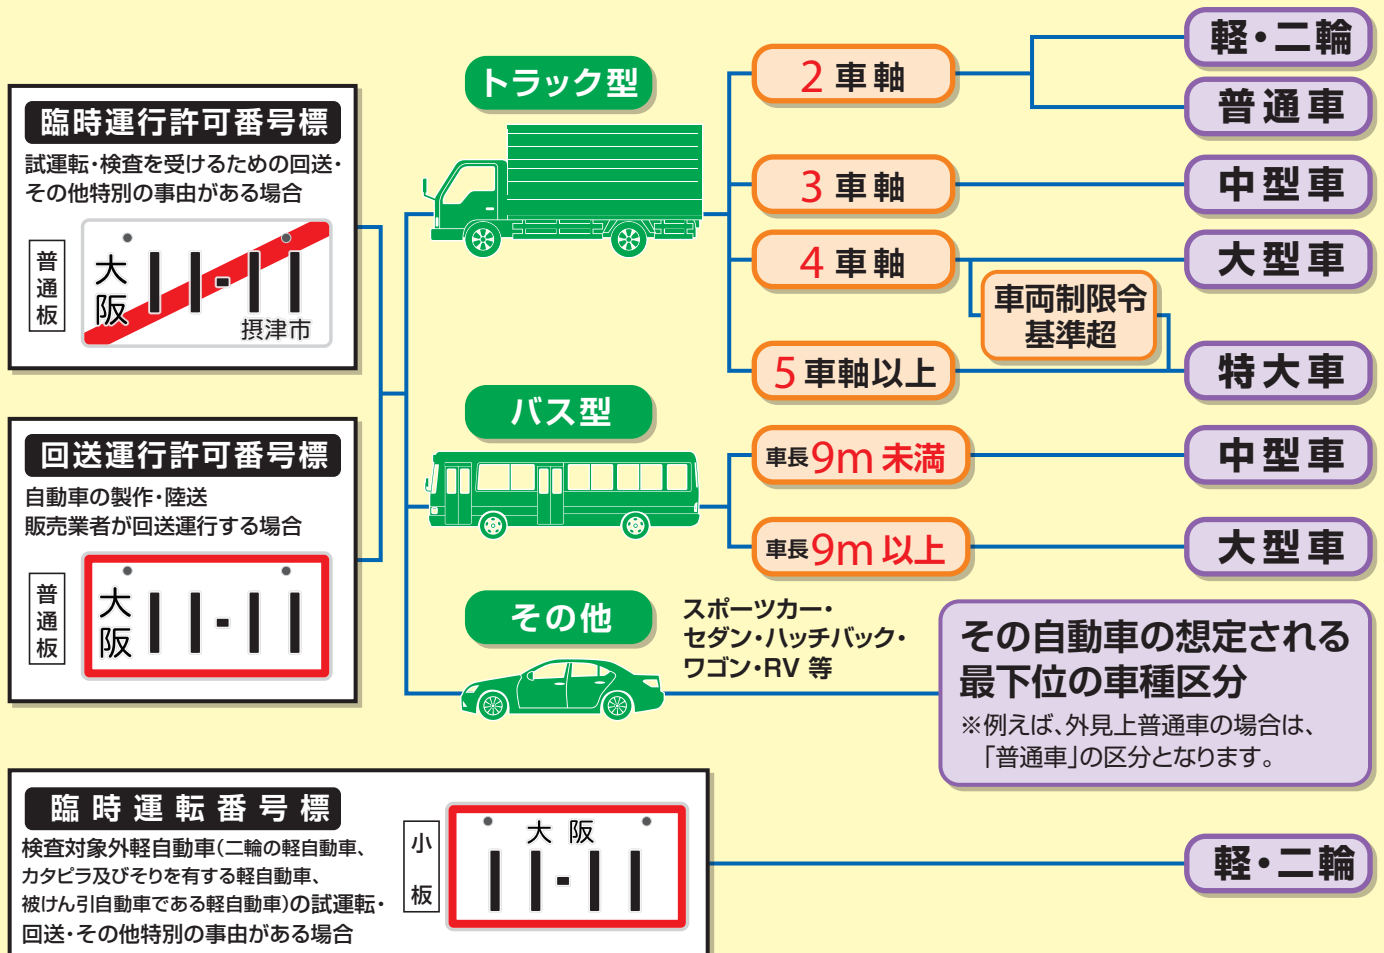 臨時運行許可番号標
試運転・検査を受けるための回送・
その他特別の事由がある場合
普通板
大阪
11-11
摂津市
回送運行許可番号標
自動車の製作・陸送
販売業者が回送運行する場合
普通板
大阪
11-11
トラック型
2車軸
軽・二輪
普通車
3車軸
中型車
4車軸
大型車
車両制限令
基準超
5車軸以上
特大車
バス型
車長9m未満
中型車
車長9m以上
大型車
その他
スポーツカー・
セダン・ハッチバック・
ワゴン・RV 等
その自動車の想定される
最下位の車種区分
※例えば、外見上普通車の場合は、
「普通車」の区分となります。
臨時運転番号標
検査対象外軽自動車(二輪の軽自動車、
カタピラ及びそりを有する軽自動車、
被けん引自動車である軽自動車)の試運転・
回送・その他特別の事由がある場合
小板
大阪
11-11
軽・二輪